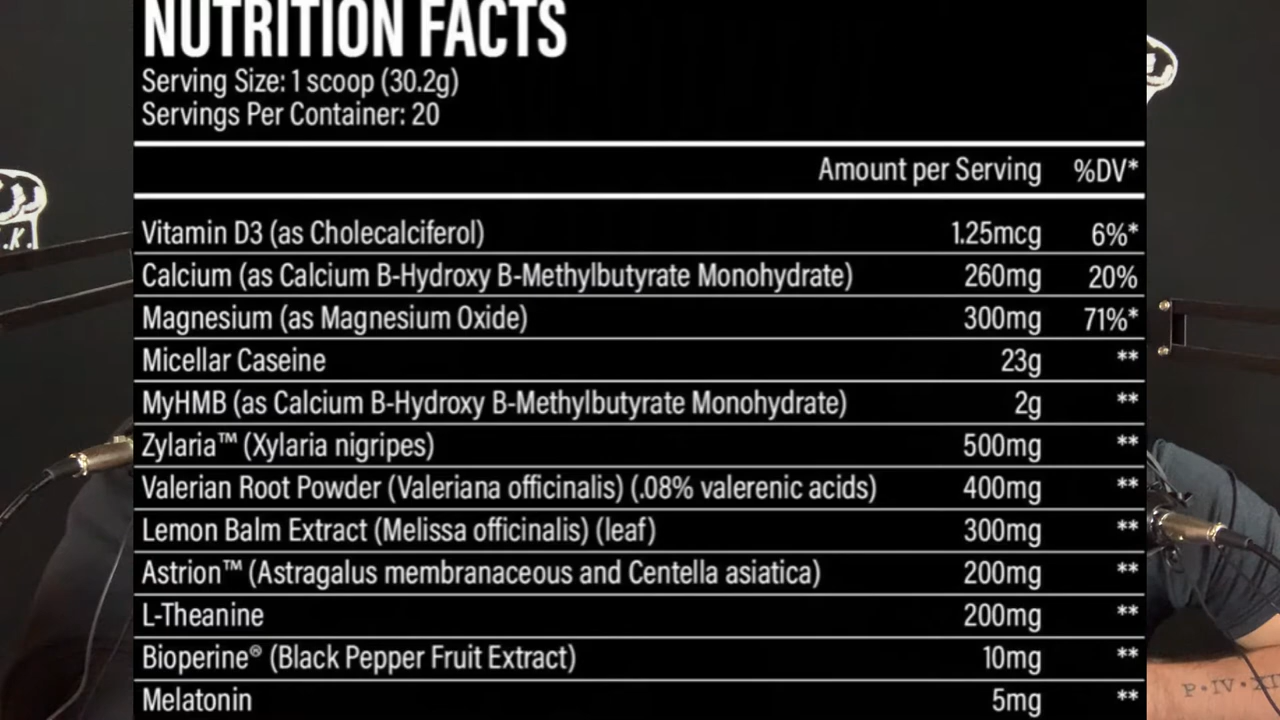 NUTRITION FACTS
Serving Size: 1 scoop (30.2g)
Servings Per Container: 20
Amount per Serving %DV*
Vitamin D3 (as Cholecalciferol) 1.25mcg 6%*
Calcium (as Calcium B-Hydroxy B-Methylbutyrate Monohydrate) 260mg 20%
Magnesium (as Magnesium Oxide) 300mg 71%*
Micellar Caseine 23g **
MyHMB (as Calcium B-Hydroxy B-Methylbutyrate Monohydrate) 2g **
Zylaria™ (Xylaria nigripes) 500mg **
Valerian Root Powder (Valeriana officinalis) (.08% valerenic acids) 400mg **
Lemon Balm Extract (Melissa officinalis) (leaf) 300mg **
Astrion™ (Astragalus membranaceous and Centella asiatica) 200mg **
L-Theanine 200mg **
Bioperine® (Black Pepper Fruit Extract) 10mg **
Melatonin 5mg **
.K.